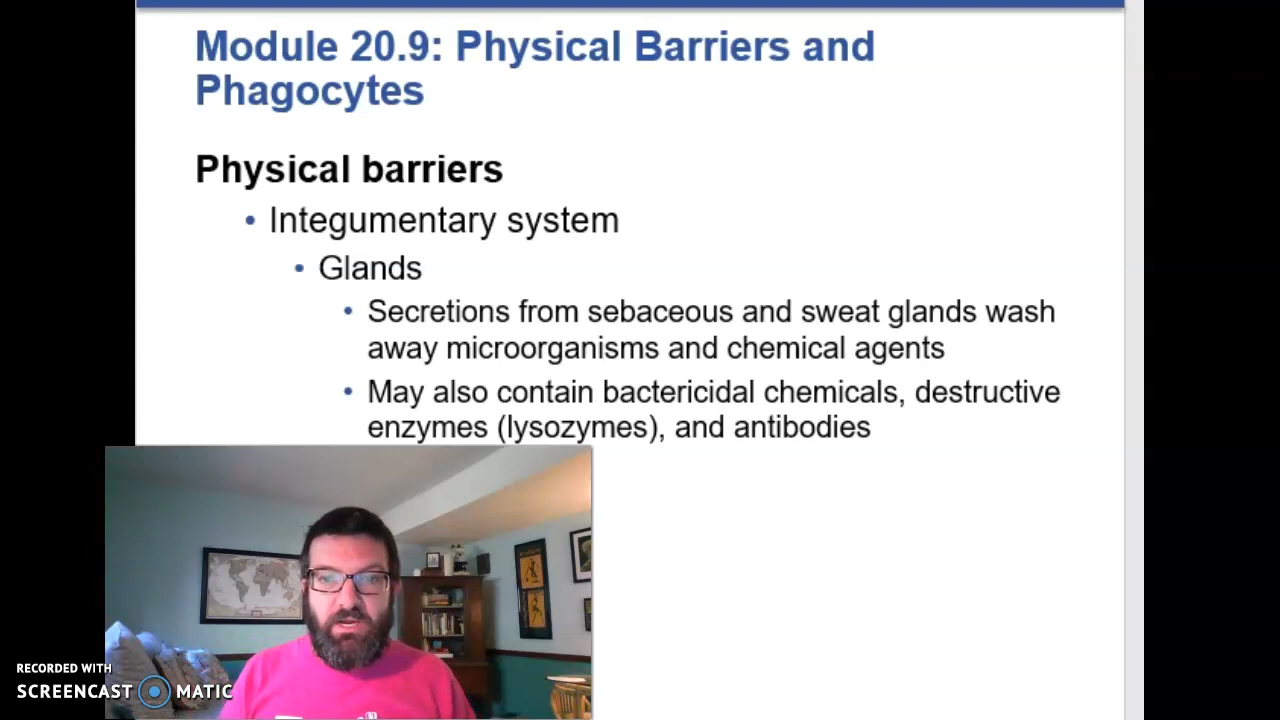 Module 20.9: Physical Barriers and
Phagocytes
Physical barriers
• Integumentary system
• Glands
• Secretions from sebaceous and sweat glands wash
away microorganisms and chemical agents
• May also contain bactericidal chemicals, destructive
enzymes (lysozymes), and antibodies
RECORDED WITH
SCREENCAST MATIC